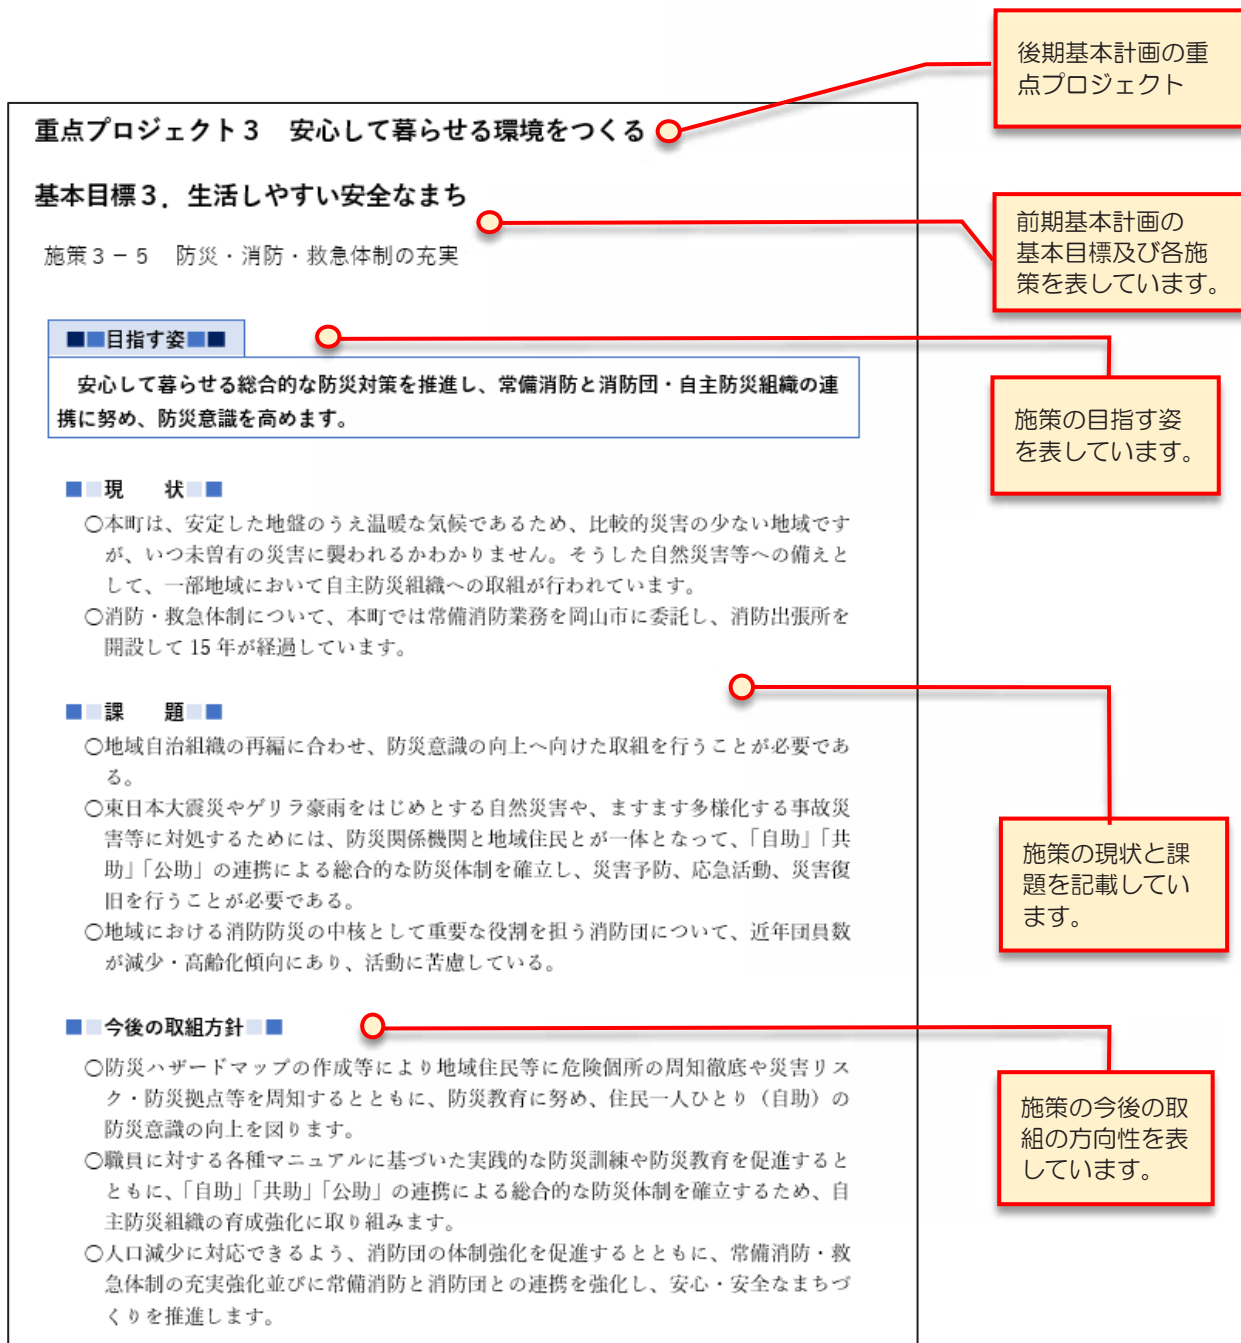 後期基本計画の重
点プロジェクト
重点プロジェクト３　安心して暮らせる環境をつくる
基本目標３．生活しやすい安全なまち
前期基本計画の
基本目標及び各施
策を表しています。
施策３－５　防災・消防・救急体制の充実
■■目指す姿■■
安心して暮らせる総合的な防災対策を推進し、常備消防と消防団・自主防災組織の連
携に努め、防災意識を高めます。
施策の目指す姿
を表しています。
■■現　　状■■
○本町は、安定した地盤のうえ温暖な気候であるため、比較的災害の少ない地域です
が、いつ未曽有の災害に襲われるかわかりません。そうした自然災害等への備えと
して、一部地域において自主防災組織への取組が行われています。
○消防・救急体制について、本町では常備消防業務を岡山市に委託し、消防出張所を
開設して 15 年が経過しています。
■■課　　題■■
○地域自治組織の再編に合わせ、防災意識の向上へ向けた取組を行うことが必要であ
る。
○東日本大震災やゲリラ豪雨をはじめとする自然災害や、ますます多様化する事故災
害等に対処するためには、防災関係機関と地域住民とが一体となって、「自助」「共
助」「公助」の連携による総合的な防災体制を確立し、災害予防、応急活動、災害復
旧を行うことが必要である。
○地域における消防防災の中核として重要な役割を担う消防団について、近年団員数
が減少・高齢化傾向にあり、活動に苦慮している。
施策の現状と課
題を記載してい
ます。
■■今後の取組方針■■
○防災ハザードマップの作成等により地域住民等に危険個所の周知徹底や災害リス
ク・防災拠点等を周知するとともに、防災教育に努め、住民一人ひとり（自助）の
防災意識の向上を図ります。
○職員に対する各種マニュアルに基づいた実践的な防災訓練や防災教育を促進すると
ともに、「自助」「共助」「公助」の連携による総合的な防災体制を確立するため、自
主防災組織の育成強化に取り組みます。
○人口減少に対応できるよう、消防団の体制強化を促進するとともに、常備消防・救
急体制の充実強化並びに常備消防と消防団との連携を強化し、安心・安全なまちづ
くりを推進します。
施策の今後の取
組の方向性を表
しています。